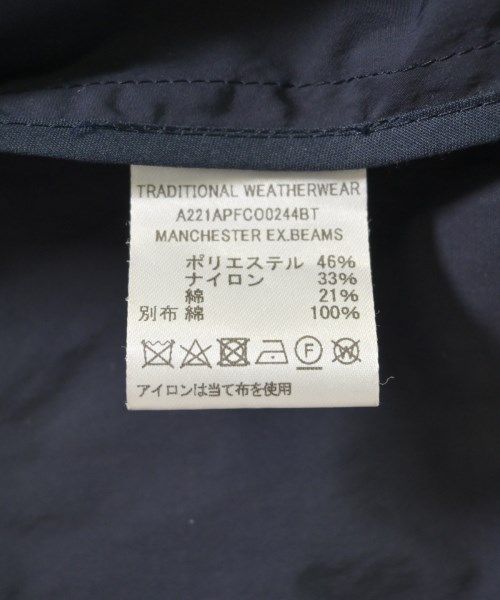 TRADITIONAL WEATHERWEAR
A221APFCO0244BT
MANCHESTER EX.BEAMS
ポリエステル 46%
ナイロン 33%
綿 21%
別布 綿 100%
F W
アイロンは当て布を使用